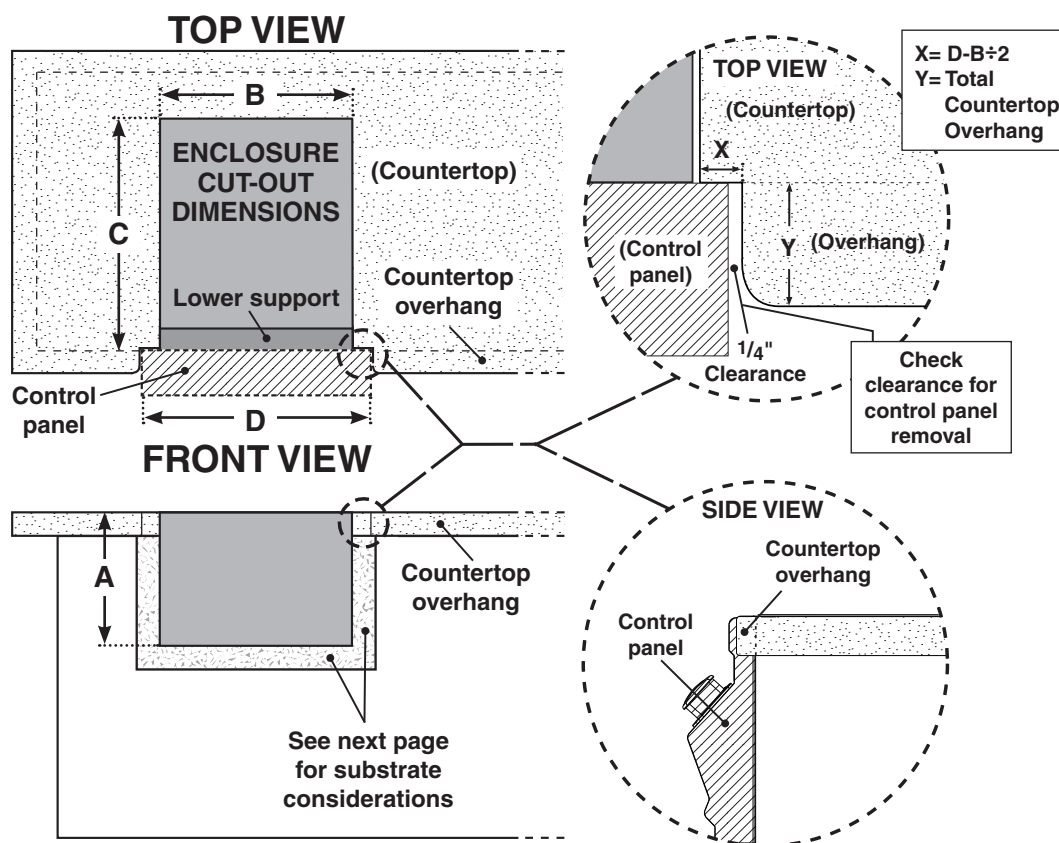 TOP VIEW
B
ENCLOSURE
CUT-OUT
DIMENSIONS
(Countertop)
C
Lower support
Countertop
overhang
Control
panel
D
TOP VIEW
(Countertop)
X
(Control
panel)
Y
(Overhang)
1/4"
Clearance
X= D-B÷2
Y= Total
Countertop
Overhang
Check
clearance for
control panel
removal
FRONT VIEW
A
Countertop
overhang
See next page
for substrate
considerations
SIDE VIEW
Countertop
overhang
Control
panel